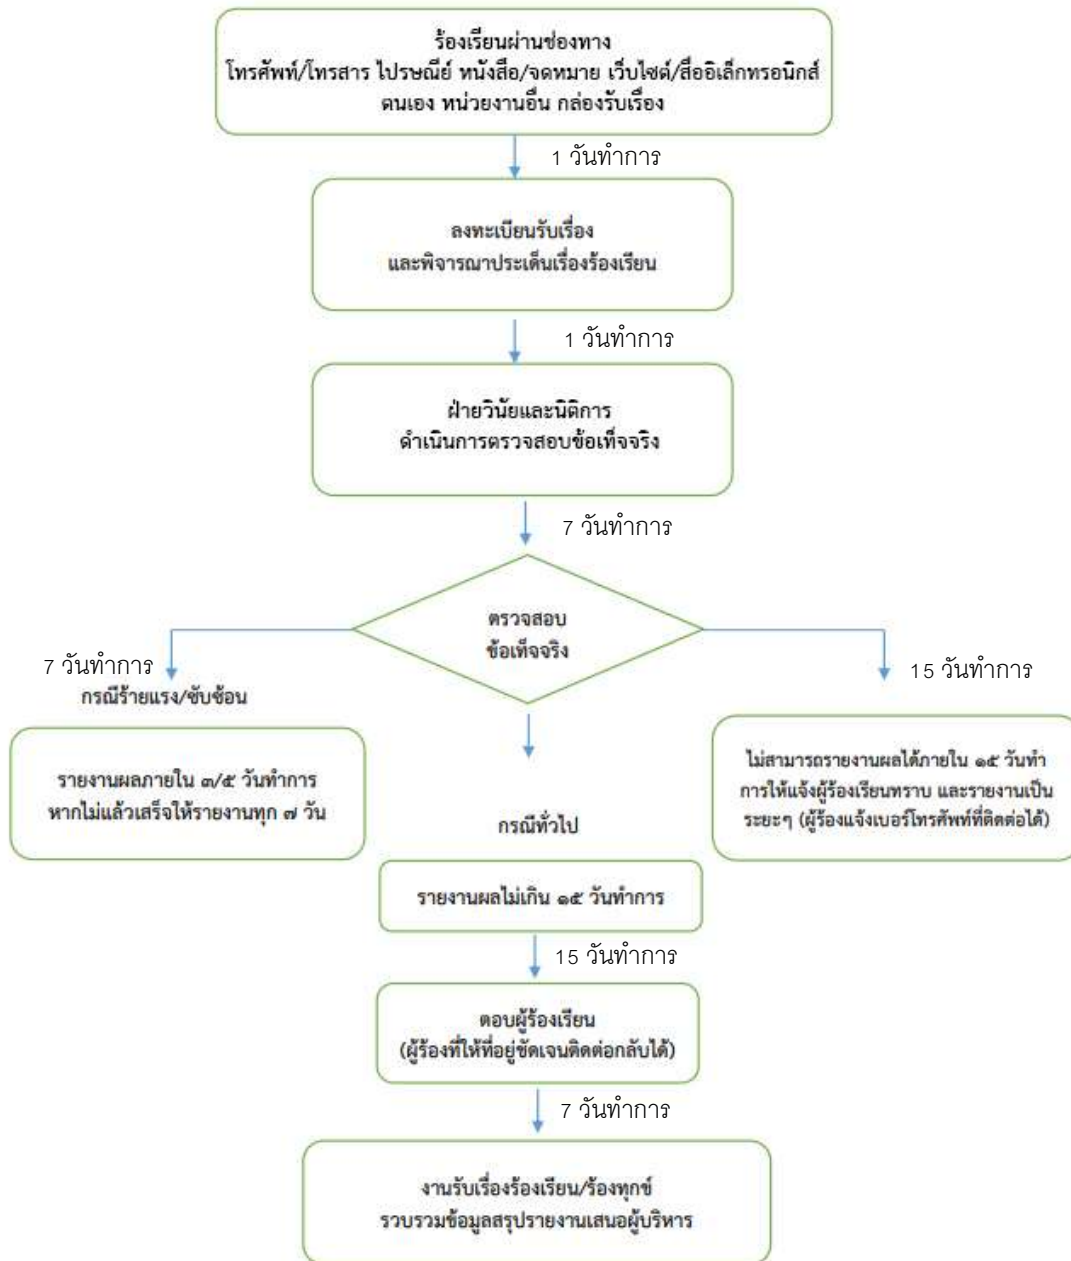 ร้องเรียนผ่านช่องทาง
โทรศัพท์/โทรสาร ไปรษณีย์ หนังสือ/จดหมาย เว็บไซต์/สื่ออิเล็กทรอนิกส์
ตนเอง หน่วยงานอื่น กล่องรับเรื่อง
1 วันทำการ
ลงทะเบียนรับเรื่อง
และพิจารณาประเด็นเรื่องร้องเรียน
1 วันทำการ
ฝ่ายวินัยและนิติการ
ดำเนินการตรวจสอบข้อเท็จจริง
7 วันทำการ
ตรวจสอบ
ข้อเท็จจริง
7 วันทำการ
กรณีร้ายแรง/ซับซ้อน
รายงานผลภายใน ๓/๕ วันทำการ
หากไม่แล้วเสร็จให้รายงานทุก ๗ วัน
15 วันทำการ
ไม่สามารถรายงานผลได้ภายใน ๑๕ วันทำ
การให้แจ้งผู้ร้องเรียนทราบ และรายงานเป็น
ระยะๆ (ผู้ร้องแจ้งเบอร์โทรศัพท์ที่ติดต่อได้)
กรณีทั่วไป
รายงานผลไม่เกิน ๑๕ วันทำการ
15 วันทำการ
ตอบผู้ร้องเรียน
(ผู้ร้องที่ให้ที่อยู่ชัดเจนติดต่อกลับได้)
7 วันทำการ
งานรับเรื่องร้องเรียน/ร้องทุกข์
รวบรวมข้อมูลสรุปรายงานเสนอผู้บริหาร